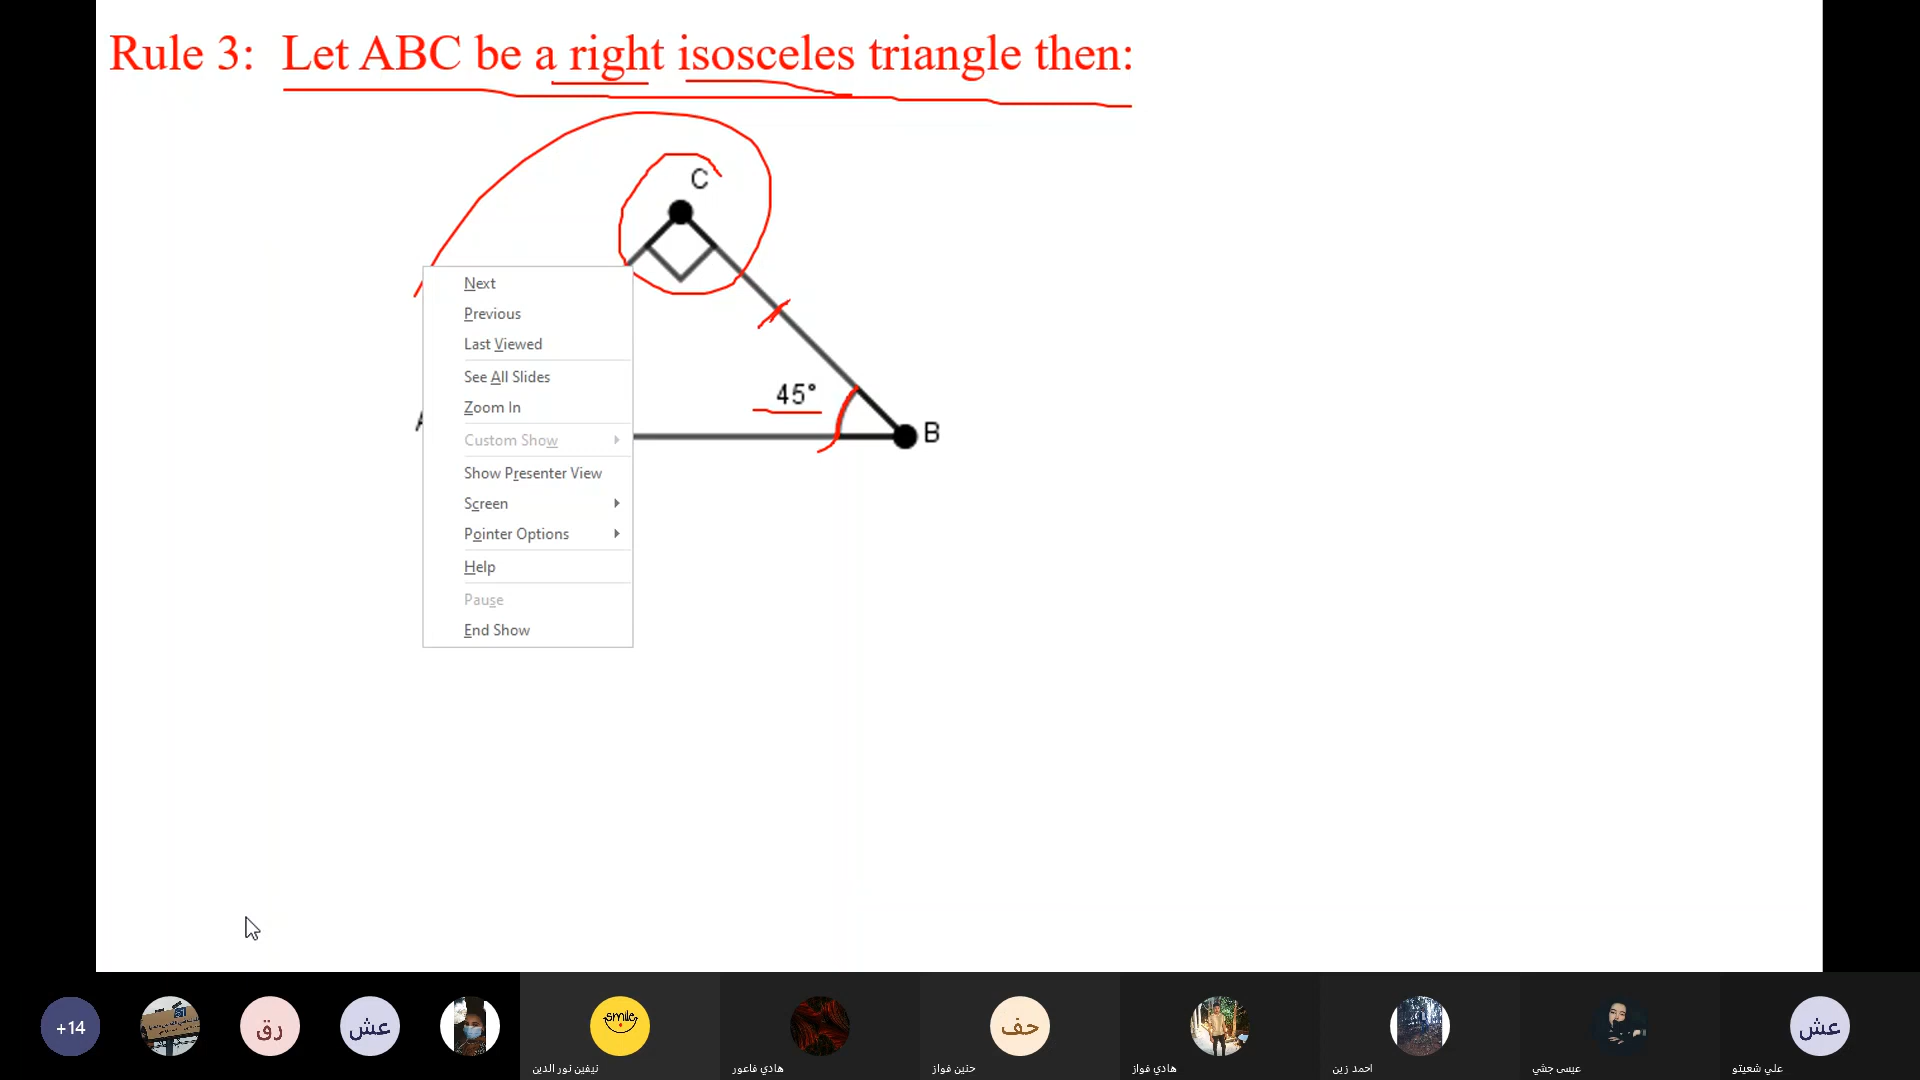 Rule 3: Let ABC be a right isosceles triangle then:
C
45°
B
Next
Previous
Last Viewed
See All Slides
Zoom In
Custom Show
Show Presenter View
Screen
Pointer Options
Help
Pause
End Show
+14
رق
عش
smile
حف
عش
نيفين نور الدين
هادي فاعور
حنين فواز
هادي فواز
احمد زين
عيسى جشي
علي شعيتو